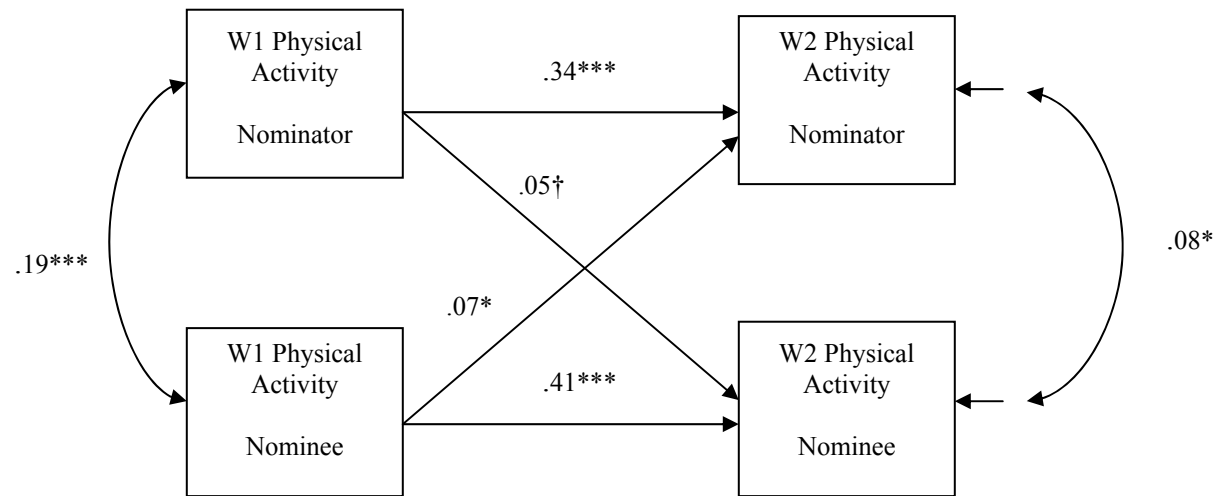 W1 Physical
Activity
Nominator
.34***
W2 Physical
Activity
Nominator
.05†
.19***
.08*
.07*
W1 Physical
Activity
Nominee
.41***
W2 Physical
Activity
Nominee